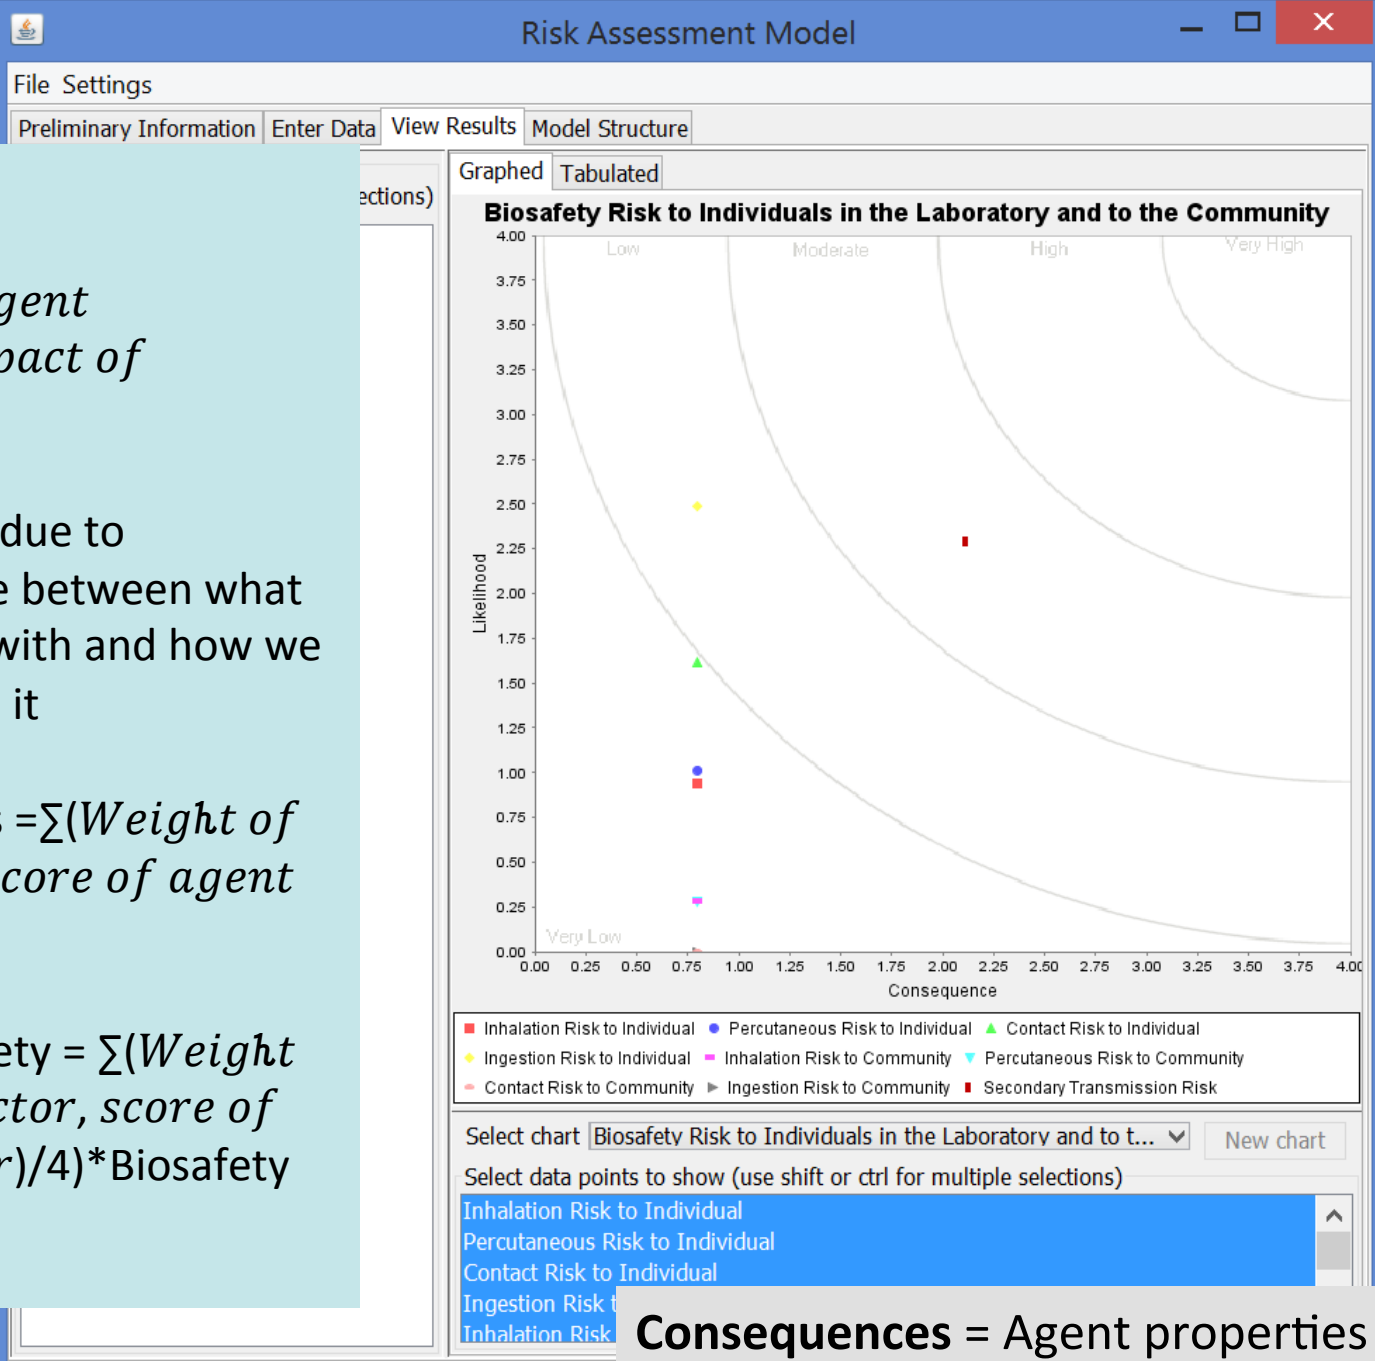 Risk Assessment Model
File Settings
Preliminary Information Enter Data View Results Model Structure
ections)
gent
pact of
due to
e between what
with and how we
it
s =∑(Weight of
core of agent
ety = ∑(Weight
ctor, score of
r)/4)*Biosafety
Graphed Tabulated
Biosafety Risk to Individuals in the Laboratory and to the Community
Low Moderate High Very High
4.00
3.75
3.50
3.25
3.00
2.75
2.50
2.25
2.00
1.75
1.50
1.25
1.00
0.75
0.50
0.25
0.00
Likelihood
Very Low
0.00 0.25 0.50 0.75 1.00 1.25 1.50 1.75 2.00 2.25 2.50 2.75 3.00 3.25 3.50 3.75 4.00
Consequence
Inhalation Risk to Individual Percutaneous Risk to Individual Contact Risk to Individual
Ingestion Risk to Individual Inhalation Risk to Community Percutaneous Risk to Community
Contact Risk to Community Ingestion Risk to Community Secondary Transmission Risk
Select chart Biosafety Risk to Individuals in the Laboratory and to t... New chart
Select data points to show (use shift or ctrl for multiple selections)
Inhalation Risk to Individual
Percutaneous Risk to Individual
Contact Risk to Individual
Ingestion Risk t
Inhalation Risk
Consequences = Agent properties